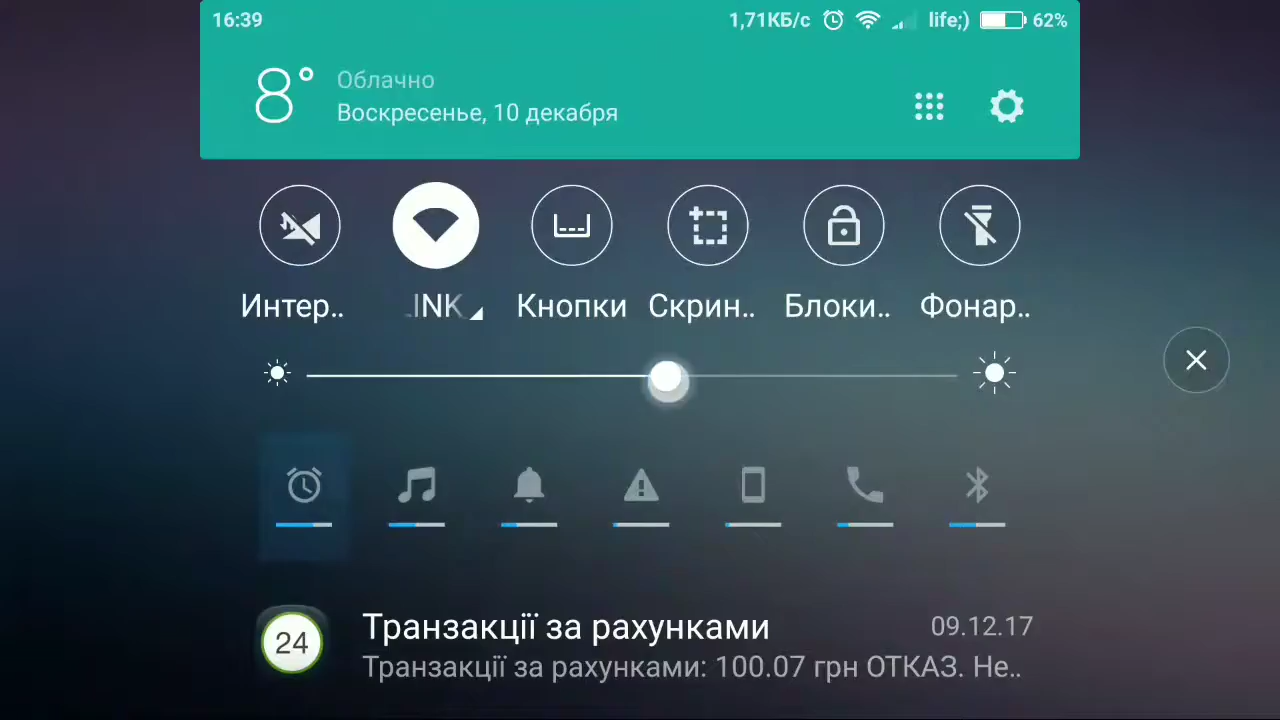 16:39 1,71КБ/с life;) 62%
8° Облачно
Воскресенье, 10 декабря
Интер.. .INK Кнопки Скрин.. Блоки.. Фонар..
24 Транзакції за рахунками 09.12.17
Транзакції за рахунками: 100.07 грн ОТКАЗ. Не..